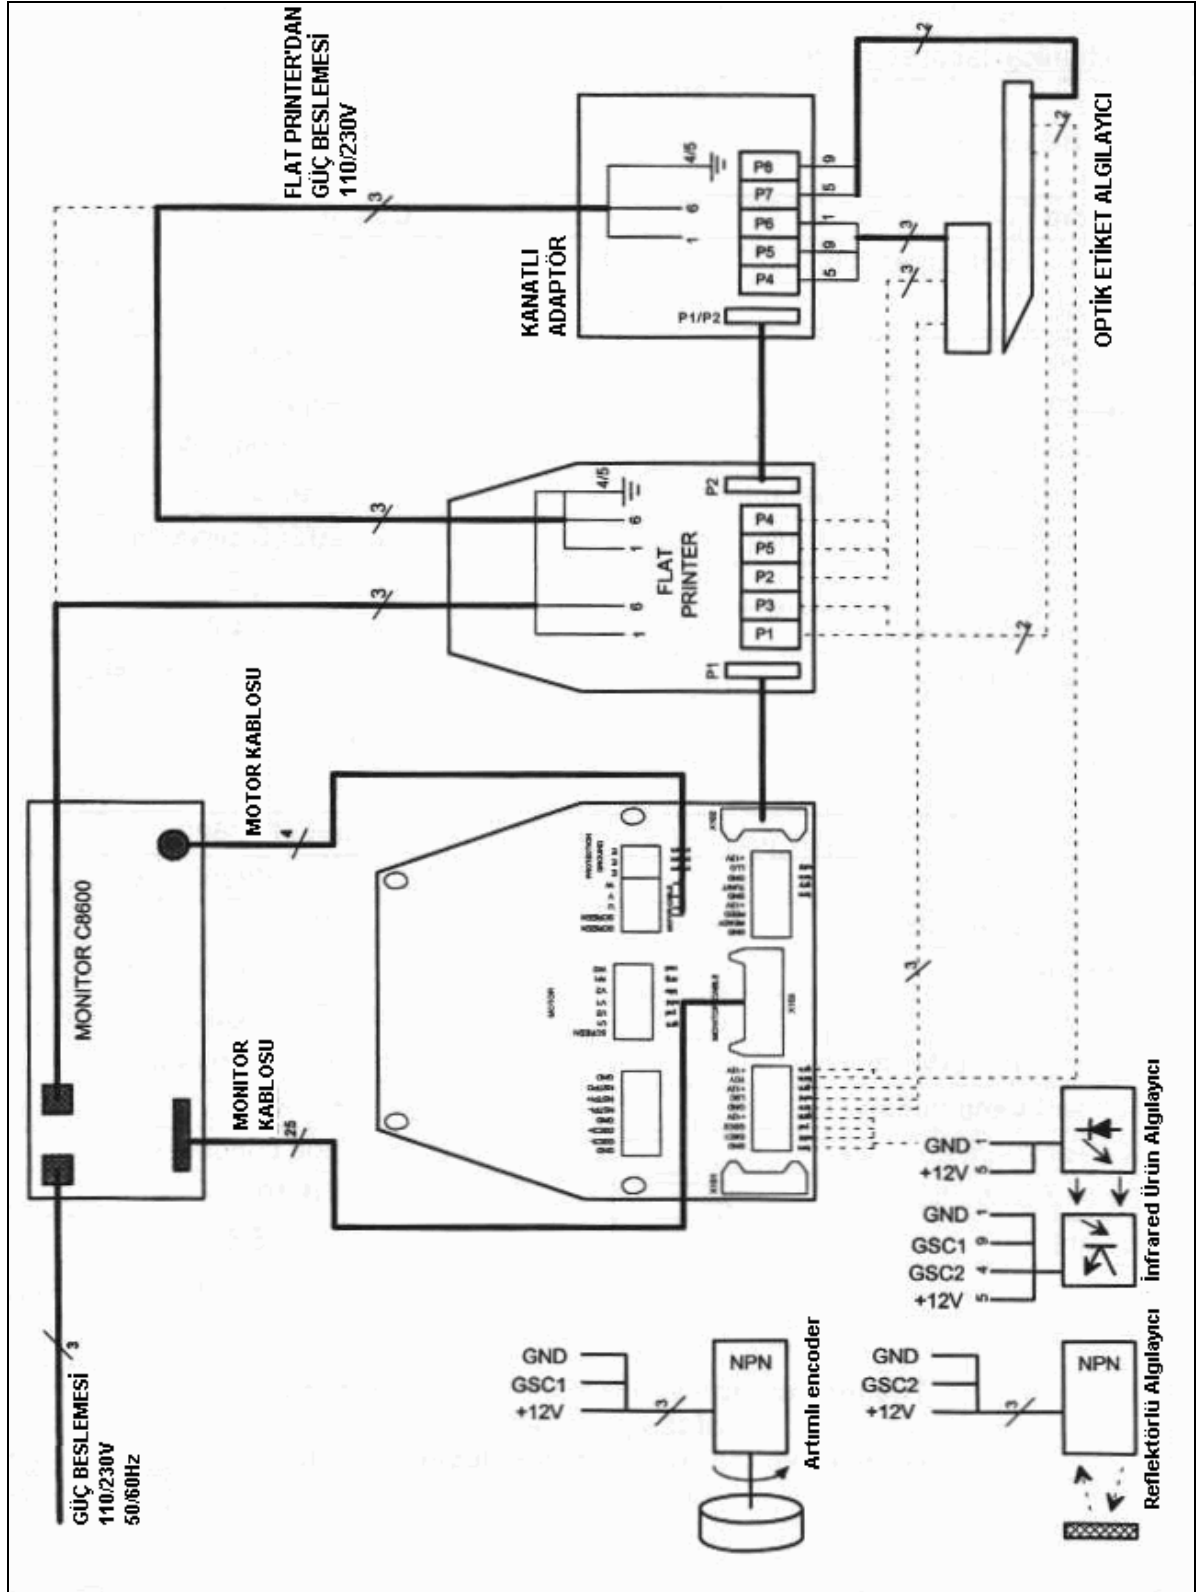 FLAT PRINTER'DAN
GÜÇ BESLEMESİ
110/230V
3
2
KANATLI
ADAPTÖR
4/5
6
1
P8
P7
P6
P5
P4
9
5
1
9
5
P1/P2
3
3
2
OPTİK ETİKET ALGILAYICI
3
3
4/5
6
1
6
1
FLAT
PRINTER
P2
P4
P5
P2
P3
P1
P1
2
MONITOR C8600
MOTOR KABLOSU
4
MONITOR
KABLOSU
25
MOTOR
SCREEN
MONITOR CABLE
3
GÜÇ BESLEMESİ
110/230V
50/60Hz
3
GND
GSC1
+12V
3
NPN
Artımlı encoder
GND
GSC2
+12V
3
NPN
Reflektörlü Algılayıcı
GND 1
+12V 5
GND 1
GSC1 9
GSC2 4
+12V 5
İnfrared Ürün Algılayıcı